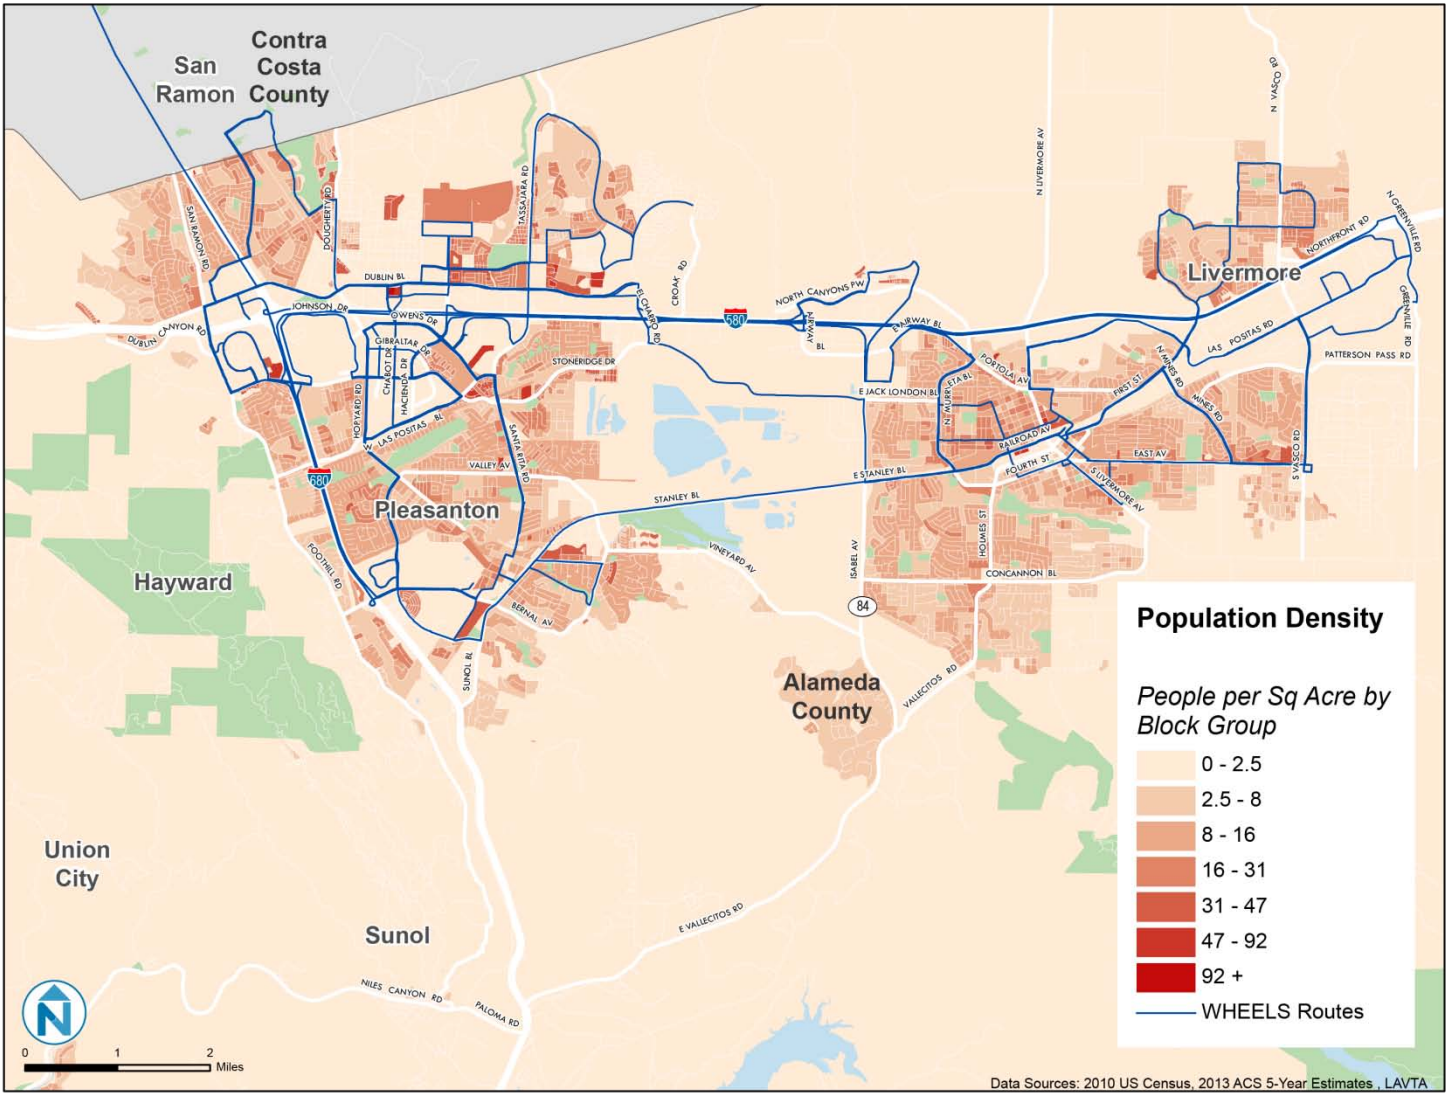 Contra
Costa
County
San
Ramon
N VASCO RD
N LIVERMORE AV
TASSAJARA RD
DOUGHERTY RD
SAN RAMON RD
N GREENVILLE RD
NORTHFRONT RD
Livermore
DUBLIN BL
CROAK RD
NORTH CANYONS PW
GREENVILLE RD
JOHNSON DR
OWENS DR
EL CHARRO RD
580
AIRWAY
BL
E AIRWAY BL
DUBLIN CANYON RD
GIBRALTAR DR
CHABOT DR
HACIENDA DR
STONERIDGE DR
LAS POSITAS RD
PATTERSON PASS RD
N MINES RD
PORTOLA AV
FIRST ST
HOPYARD RD
E JACK LONDON BL
N MURRIETA BL
MINES RD
W LAS POSITAS BL
SANTA RITA RD
RAILROAD AV
VALLEY AV
E STANLEY BL
FOURTH ST
EAST AV
S VASCO RD
680
STANLEY BL
S LIVERMORE AV
Pleasanton
HOLMES ST
Hayward
FOOTHILL RD
VINEYARD AV
ISABEL AV
CONCANNON BL
BERNAL AV
84
SUNOL BL
VALLECITOS RD
Alameda
County
Population Density
People per Sq Acre by
Block Group
0 - 2.5
2.5 - 8
8 - 16
16 - 31
31 - 47
47 - 92
92 +
WHEELS Routes
Union
City
Sunol
E VALLECITOS RD
NILES CANYON RD
PALOMA RD
N
0 1 2
Miles
Data Sources: 2010 US Census, 2013 ACS 5-Year Estimates , LAVTA